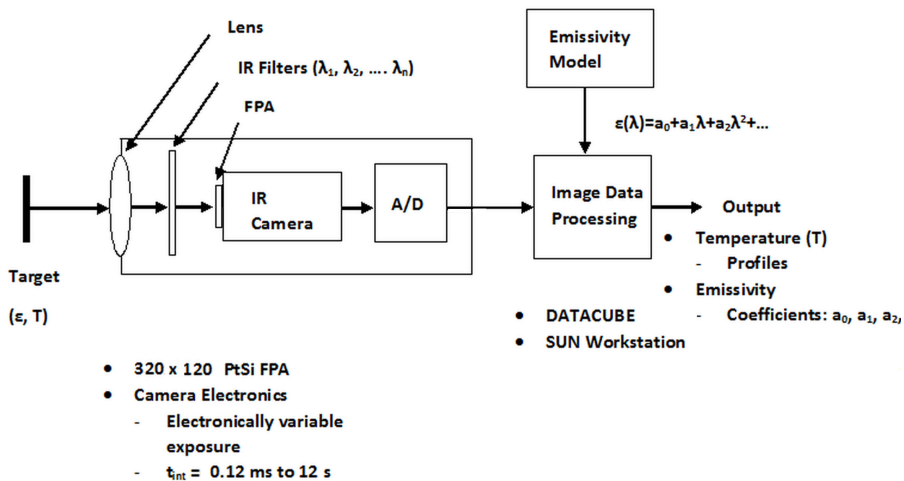 Lens
IR Filters (λ₁, λ₂, .... λₙ)
FPA
Emissivity
Model
ε(λ)=a₀+a₁λ+a₂λ²+...
IR
Camera
A/D
Image Data
Processing
Output
Target
(ε, T)
• Temperature (T)
- Profiles
• Emissivity
- Coefficients: a₀, a₁, a₂,
• DATACUBE
• SUN Workstation
• 320 x 120 PtSi FPA
• Camera Electronics
- Electronically variable
exposure
- t_int = 0.12 ms to 12 s